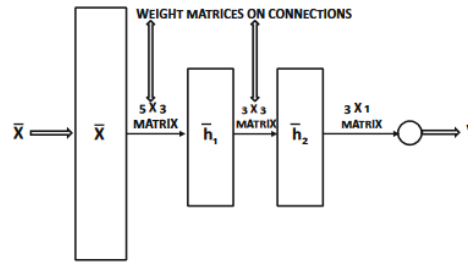 WEIGHT MATRICES ON CONNECTIONS
X̅
X̅
5 X 3
MATRIX
h̅₁
3 X 3
MATRIX
h̅₂
3 X 1
MATRIX